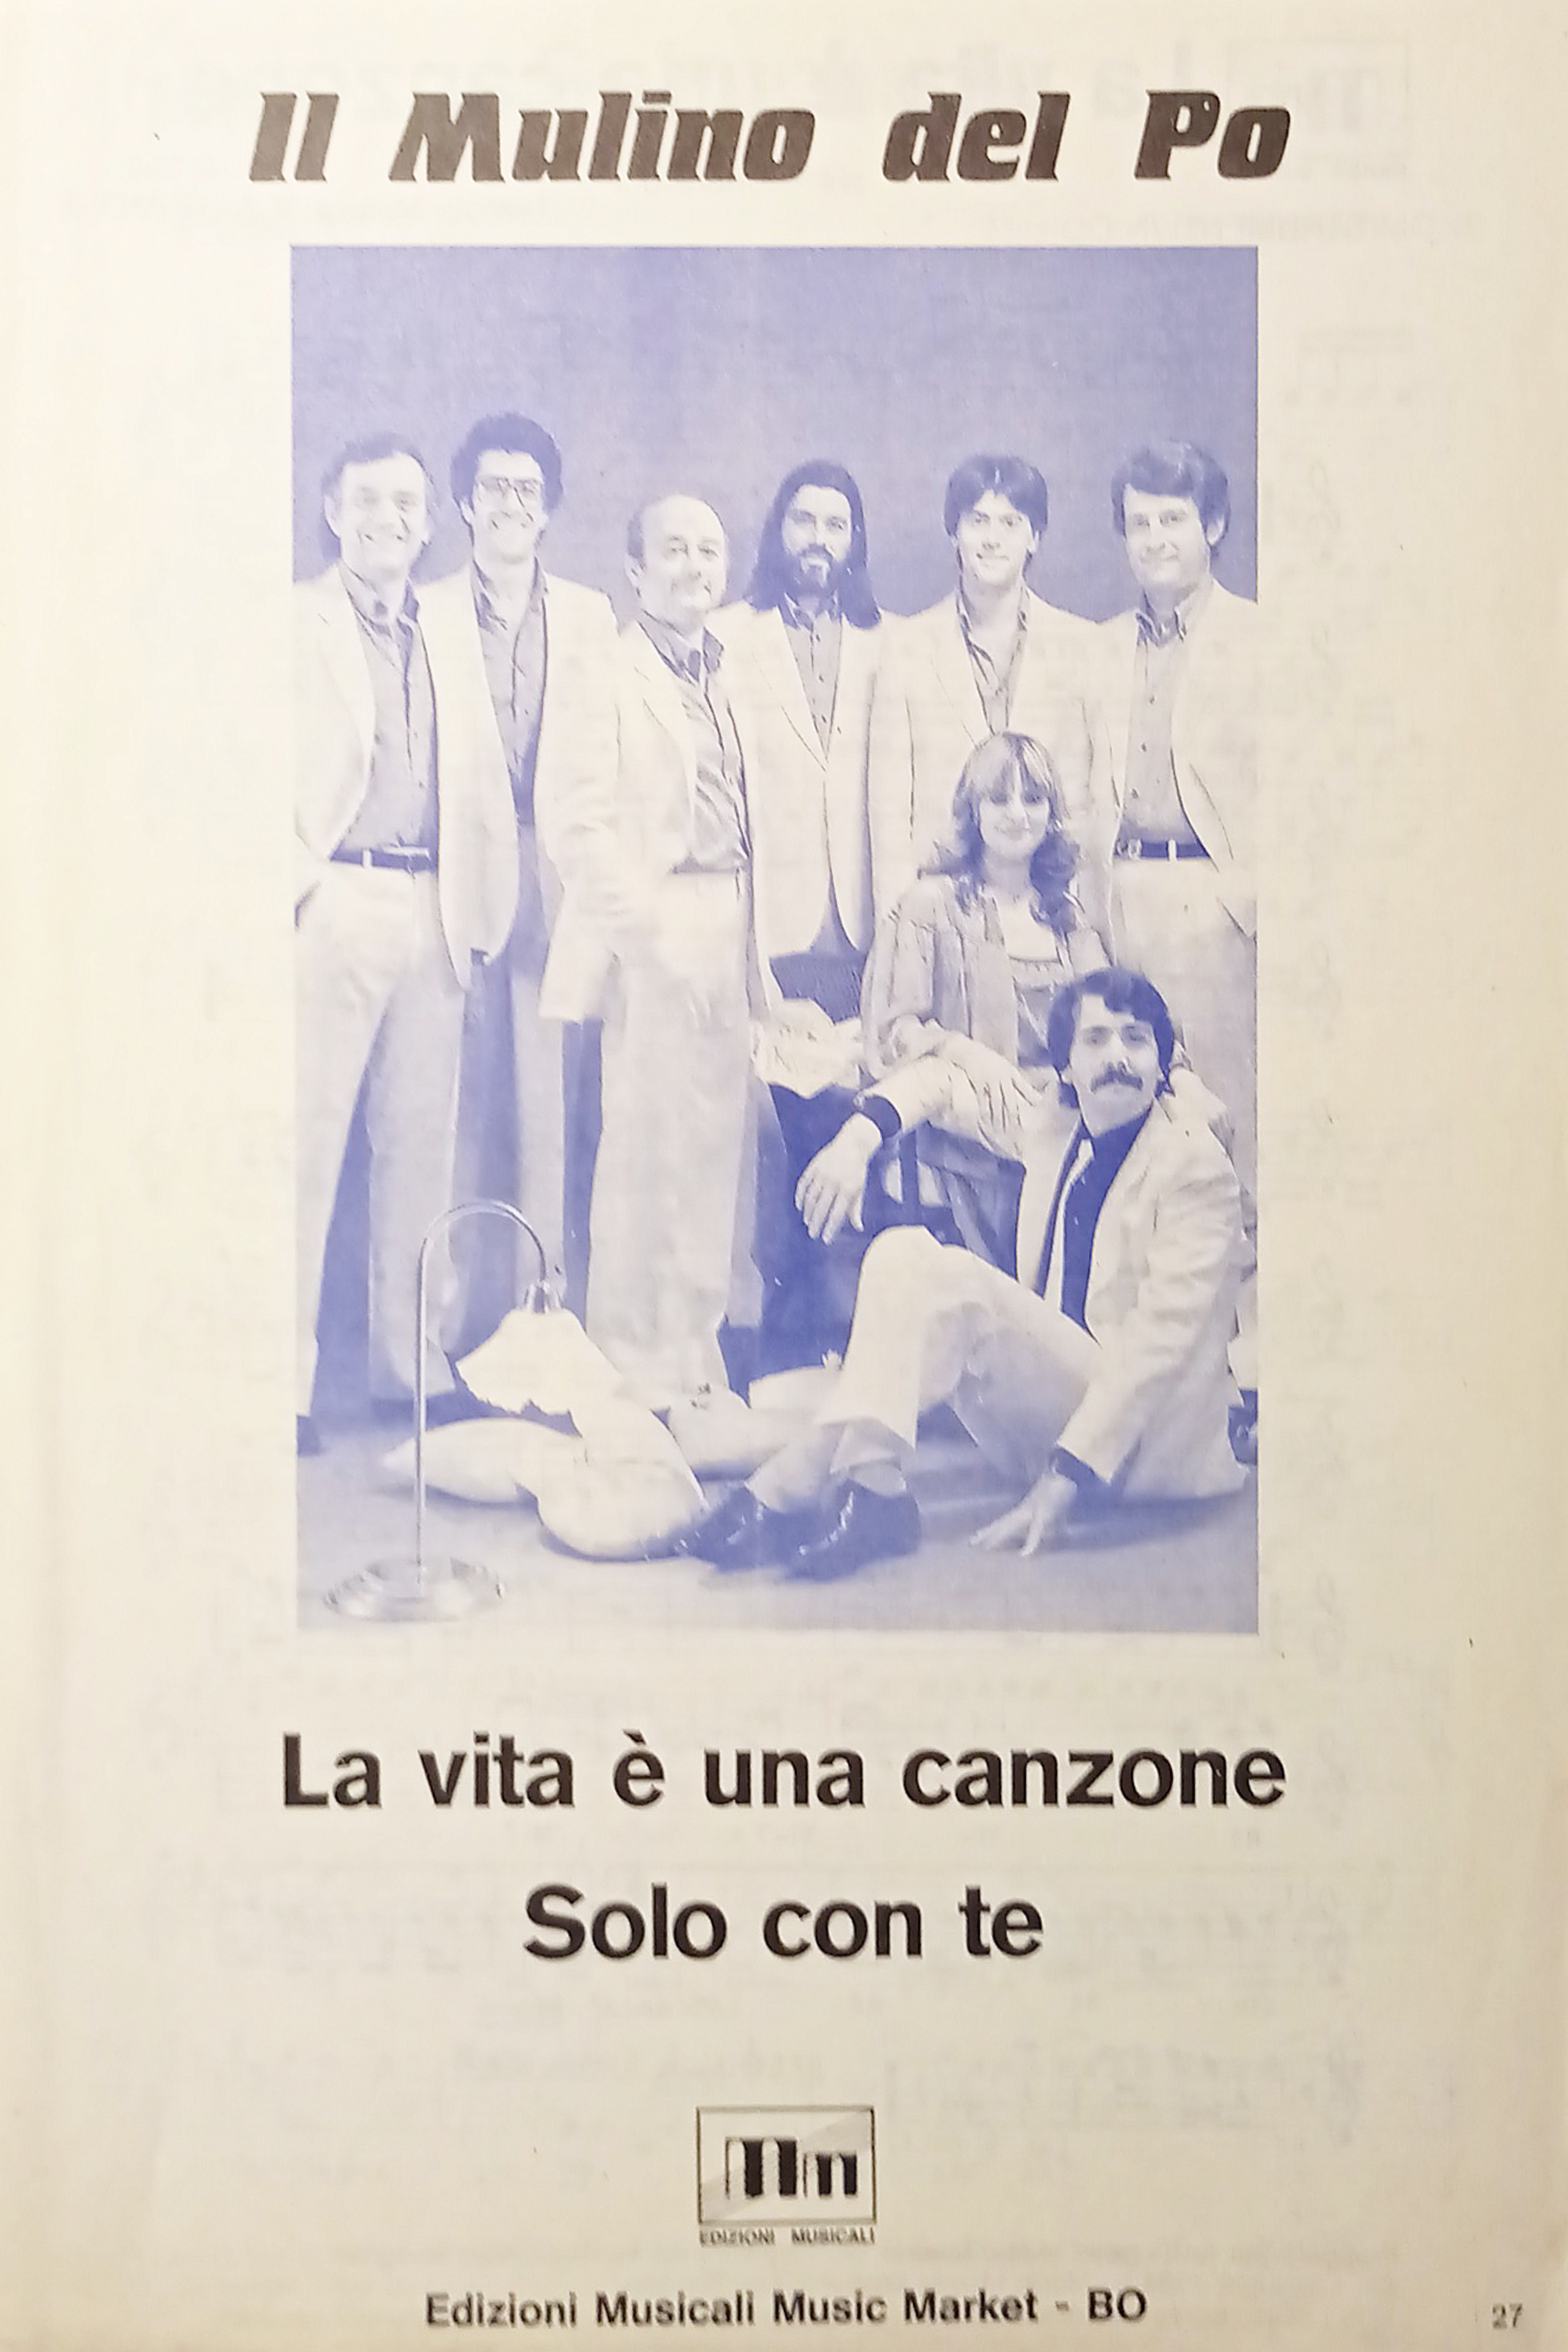 Il Mulino del Po
La vita è una canzone
Solo con te
EDIZIONI MUSICALI
Edizioni Musicali Music Market - BO
27